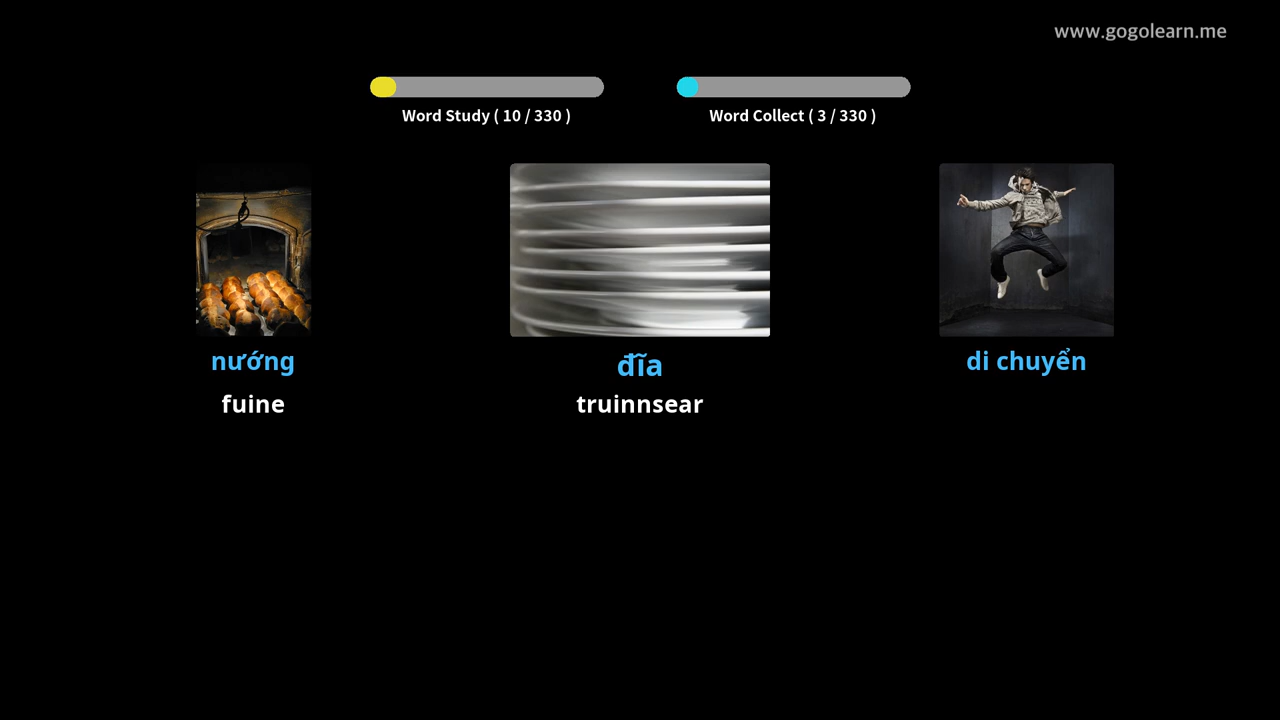 www.gogolearn.me
Word Study ( 10 / 330 )
Word Collect ( 3 / 330 )
nướng
đĩa
di chuyển
fuine
truinnsear